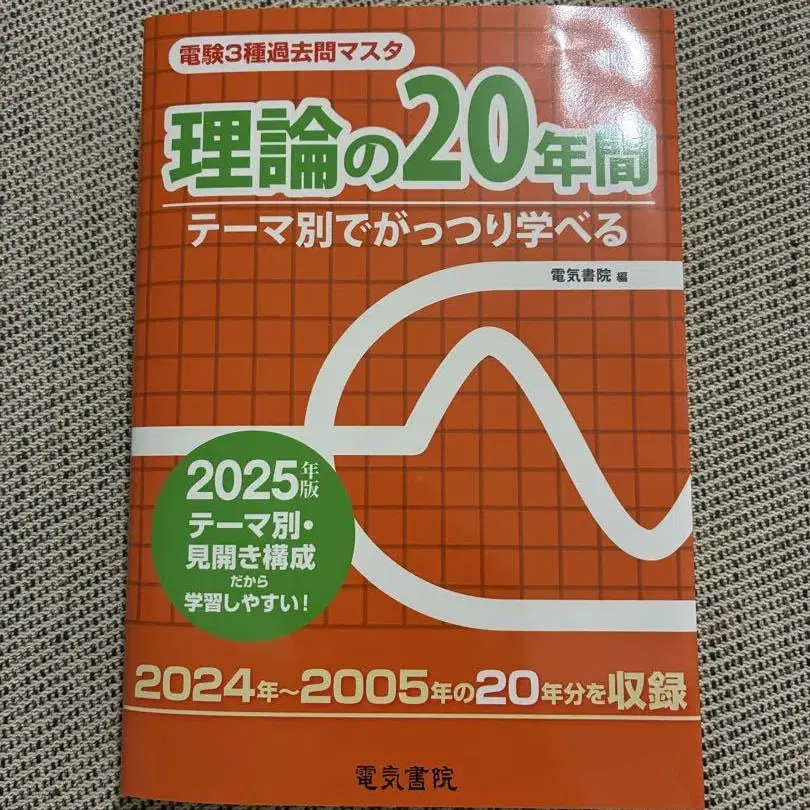 電験3種過去問マスタ
理論の20年間
テーマ別でがっつり学べる
電気書院 編
2025年版
テーマ別・
見開き構成
だから
学習しやすい!
2024年～2005年の20年分を収録
電気書院